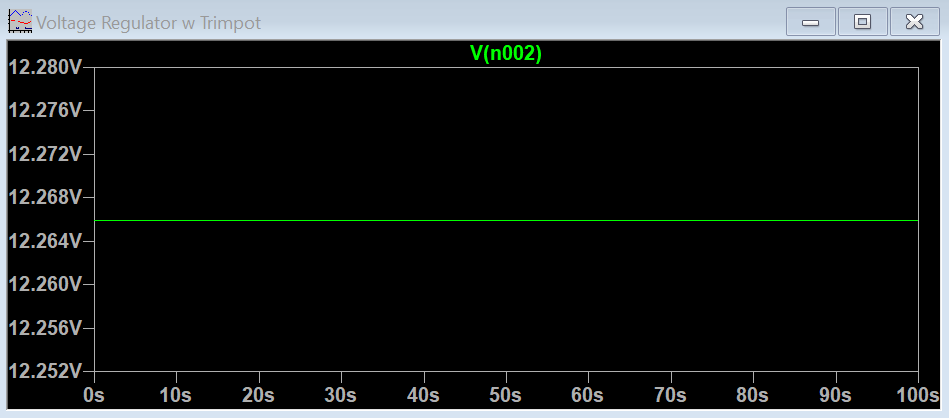 Voltage Regulator w Trimpot
V(n002)
12.280V
12.276V
12.272V
12.268V
12.264V
12.260V
12.256V
12.252V
0s 10s 20s 30s 40s 50s 60s 70s 80s 90s 100s